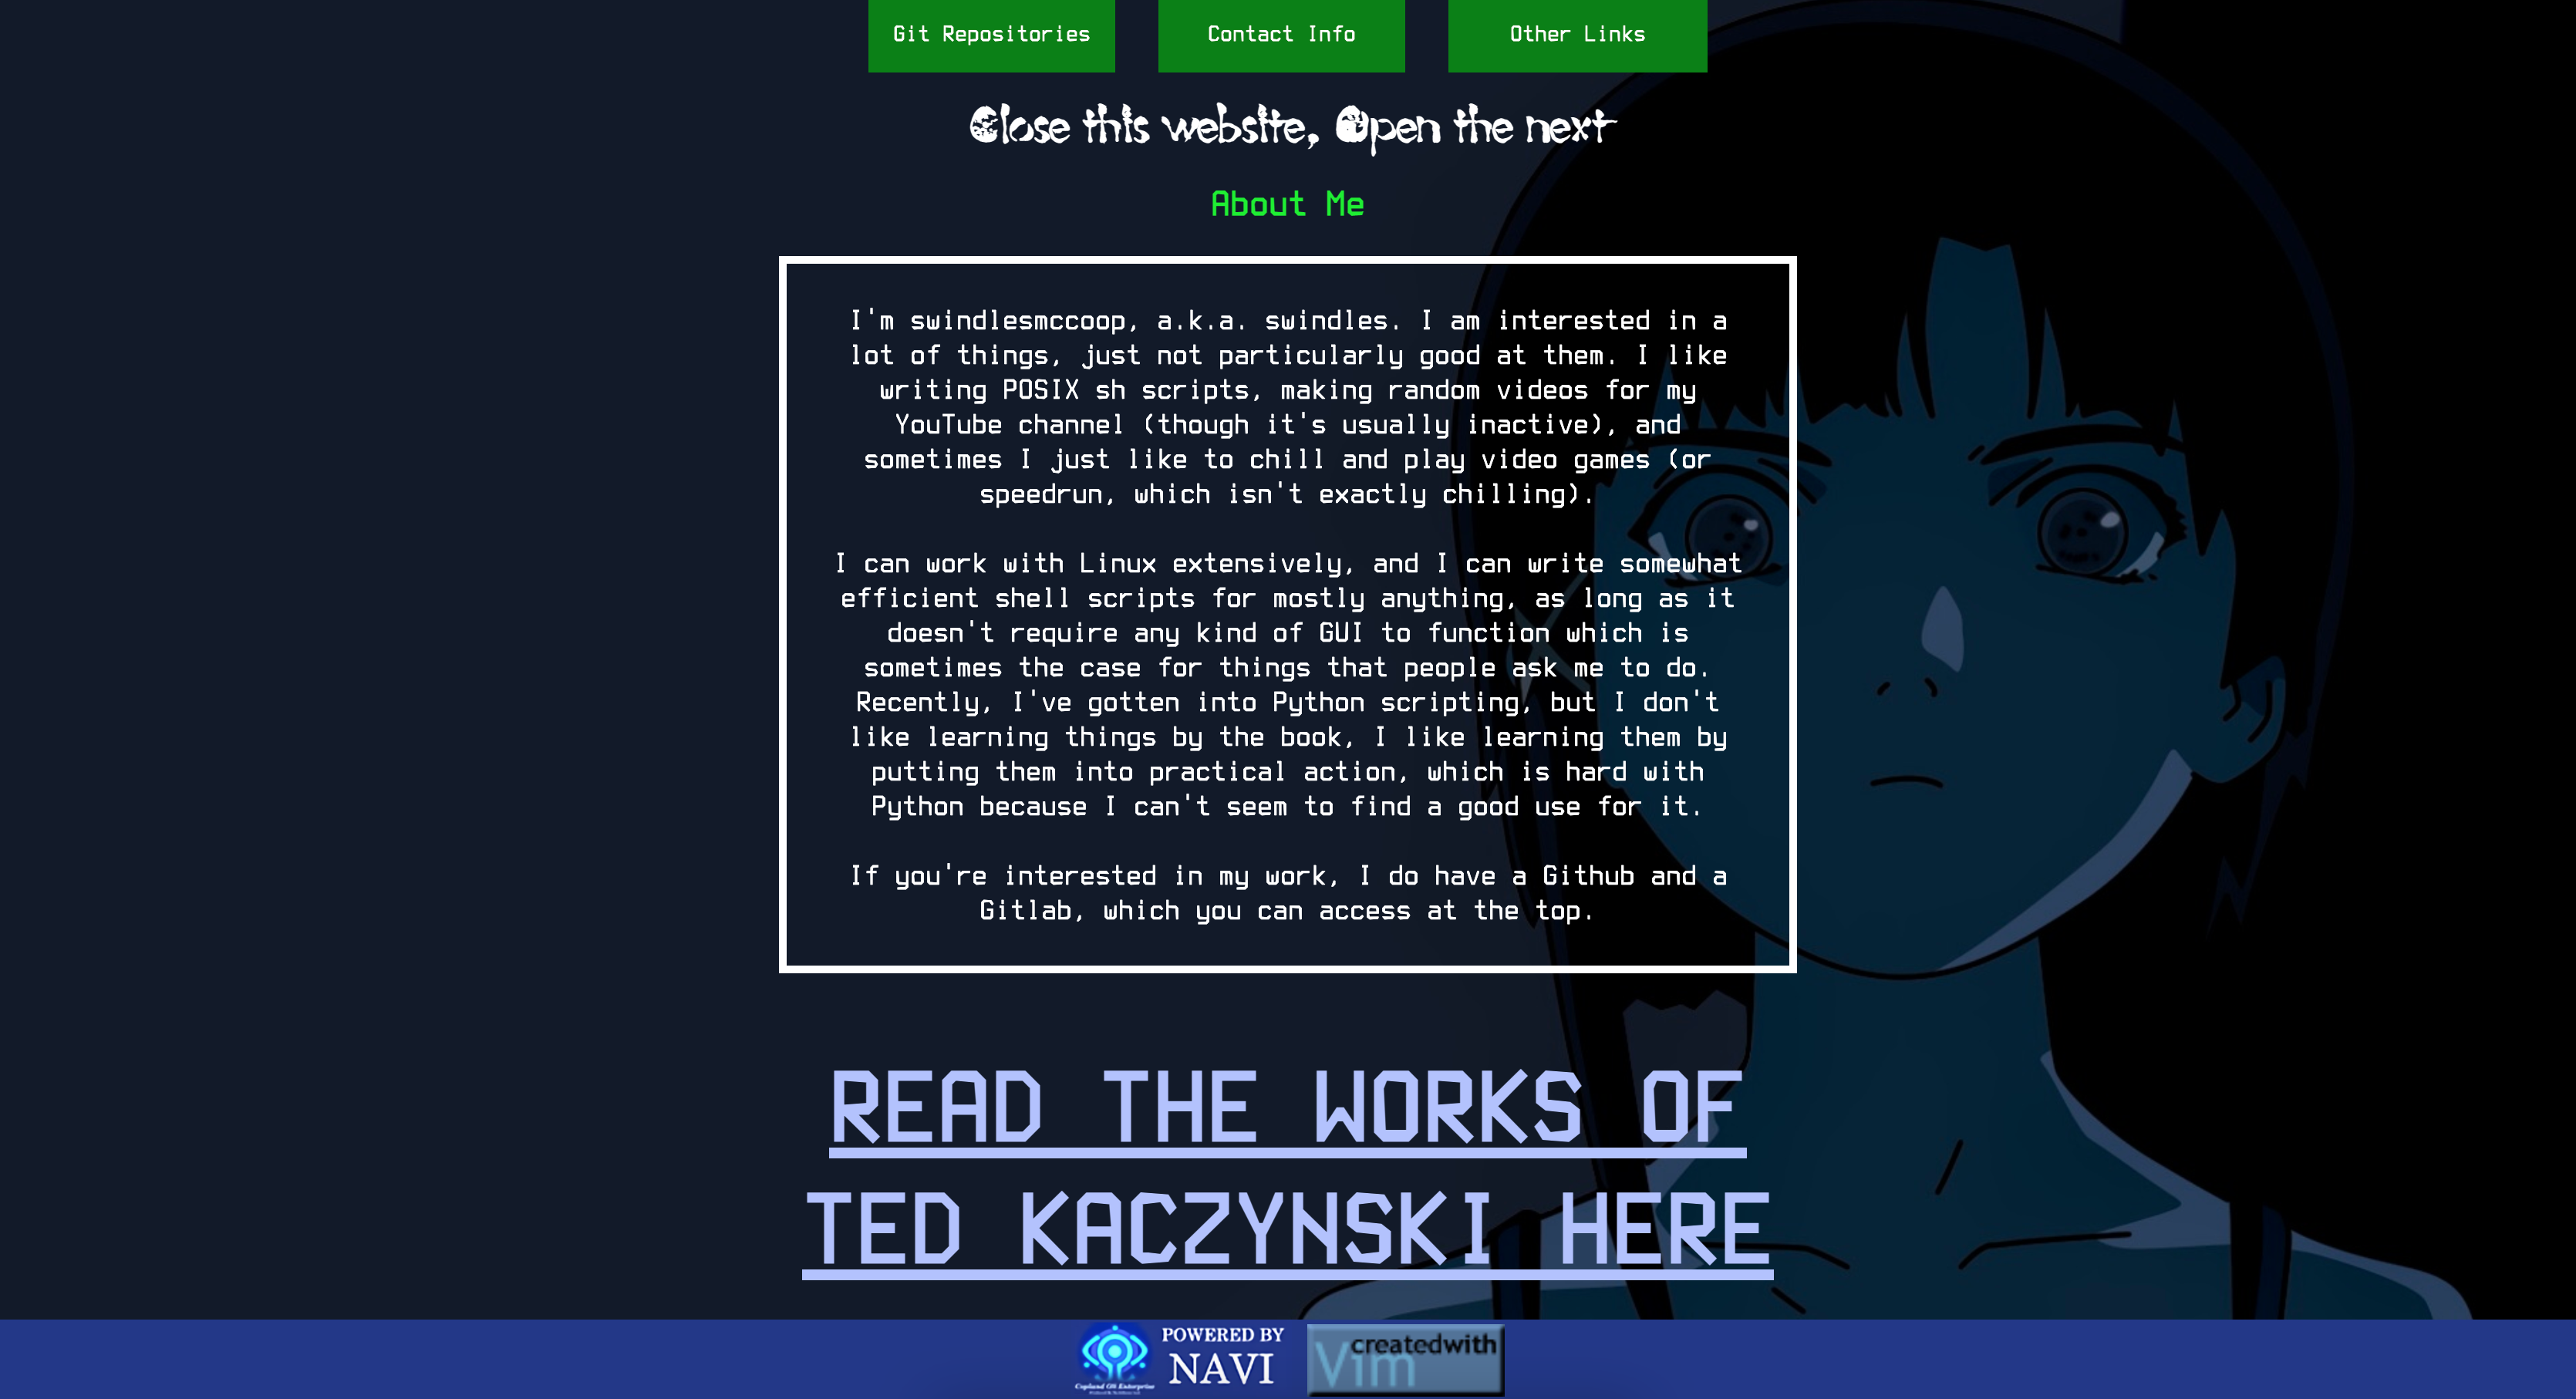 Git Repositories
Contact Info
Other Links
Close this website, Open the next
About Me
I'm swindlesmccoop, a.k.a. swindles. I am interested in a
lot of things, just not particularly good at them. I like
writing POSIX sh scripts, making random videos for my
YouTube channel (though it's usually inactive), and
sometimes I just like to chill and play video games (or
speedrun, which isn't exactly chilling).
I can work with Linux extensively, and I can write somewhat
efficient shell scripts for mostly anything, as long as it
doesn't require any kind of GUI to function which is
sometimes the case for things that people ask me to do.
Recently, I've gotten into Python scripting, but I don't
like learning things by the book, I like learning them by
putting them into practical action, which is hard with
Python because I can't seem to find a good use for it.
If you're interested in my work, I do have a Github and a
Gitlab, which you can access at the top.
READ THE WORKS OF
TED KACZYNSKI HERE
Copland OS Enterprise
POWERED BY
NAVI
createdwith
Vim